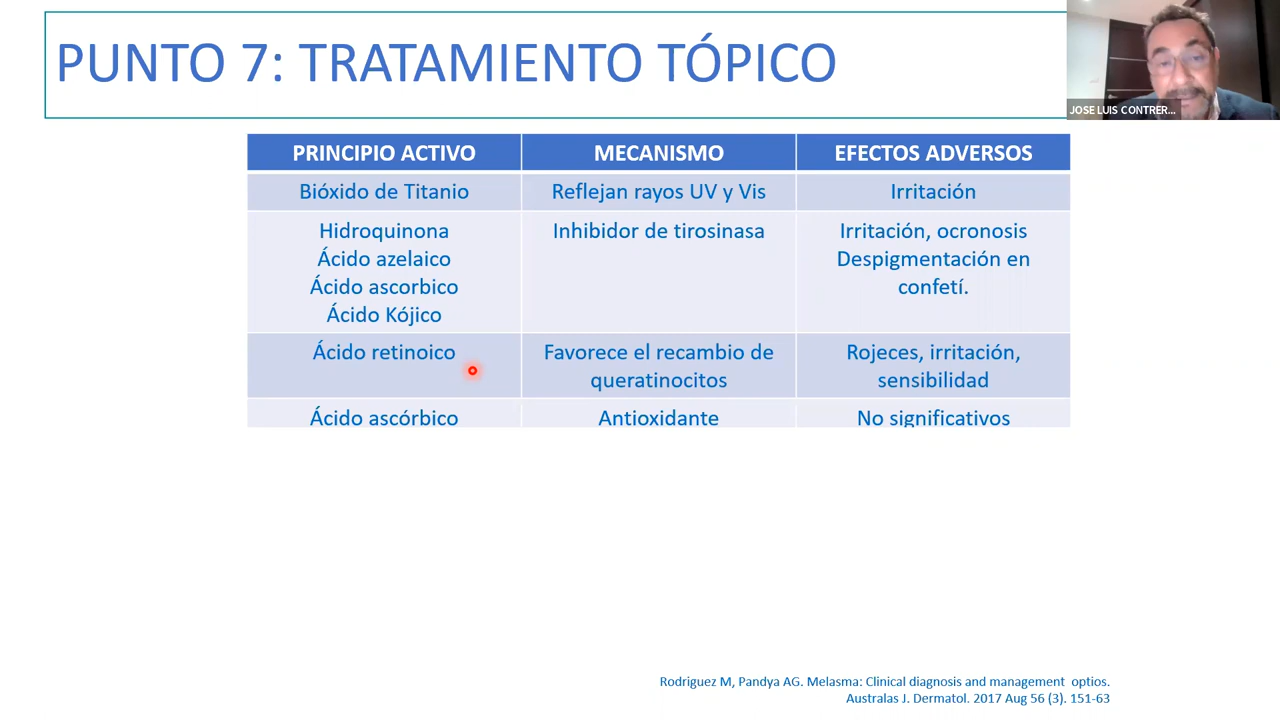 PUNTO 7: TRATAMIENTO TÓPICO
JOSE LUIS CONTRER...
PRINCIPIO ACTIVO MECANISMO EFECTOS ADVERSOS
Bióxido de Titanio Reflejan rayos UV y Vis Irritación
Hidroquinona Inhibidor de tirosinasa Irritación, ocronosis
Ácido azelaico Despigmentación en
Ácido ascorbico confetí.
Ácido Kójico
Ácido retinoico Favorece el recambio de Rojeces, irritación,
queratinocitos sensibilidad
Ácido ascórbico Antioxidante No significativos
Rodriguez M, Pandya AG. Melasma: Clinical diagnosis and management optios.
Australas J. Dermatol. 2017 Aug 56 (3). 151-63